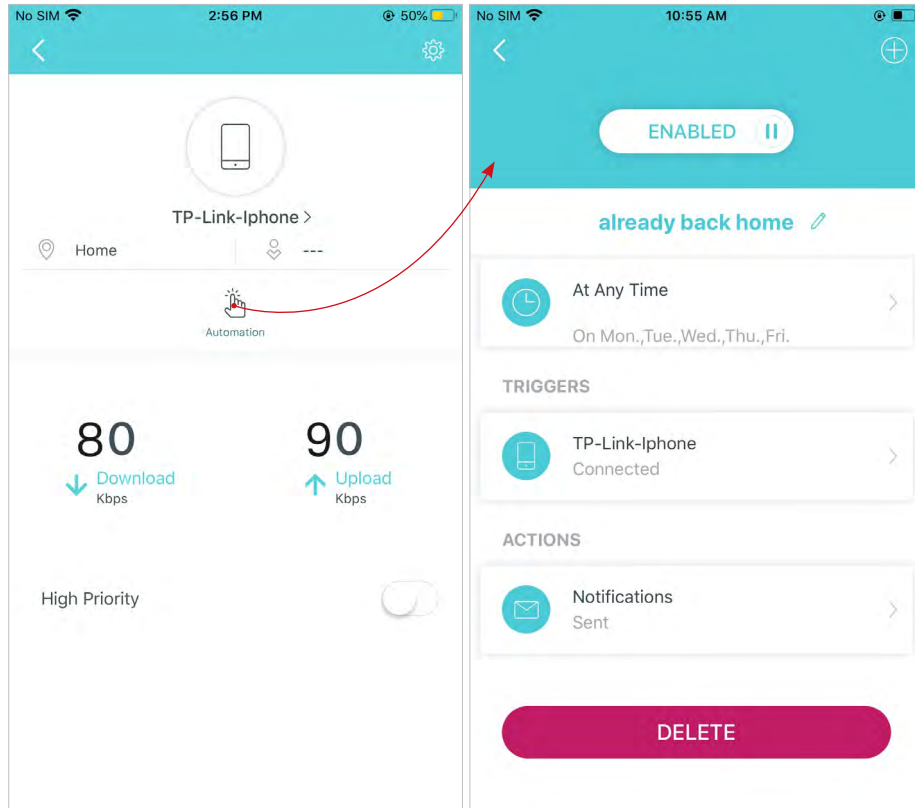 No SIM
2:56 PM
50%
TP-Link-Iphone >
Home
---
Automation
80
Download
Kbps
90
Upload
Kbps
High Priority
No SIM
10:55 AM
ENABLED
already back home
At Any Time
On Mon.,Tue.,Wed.,Thu.,Fri.
TRIGGERS
TP-Link-Iphone
Connected
ACTIONS
Notifications
Sent
DELETE